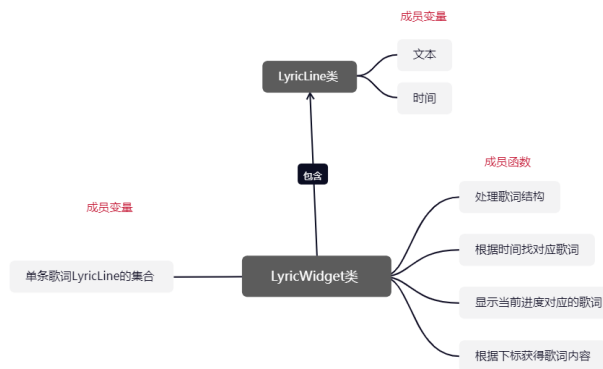 成员变量
文本
LyricLine类
时间
包含
成员函数
处理歌词结构
成员变量
根据时间找对应歌词
单条歌词LyricLine的集合
LyricWidget类
显示当前进度对应的歌词
根据下标获得歌词内容